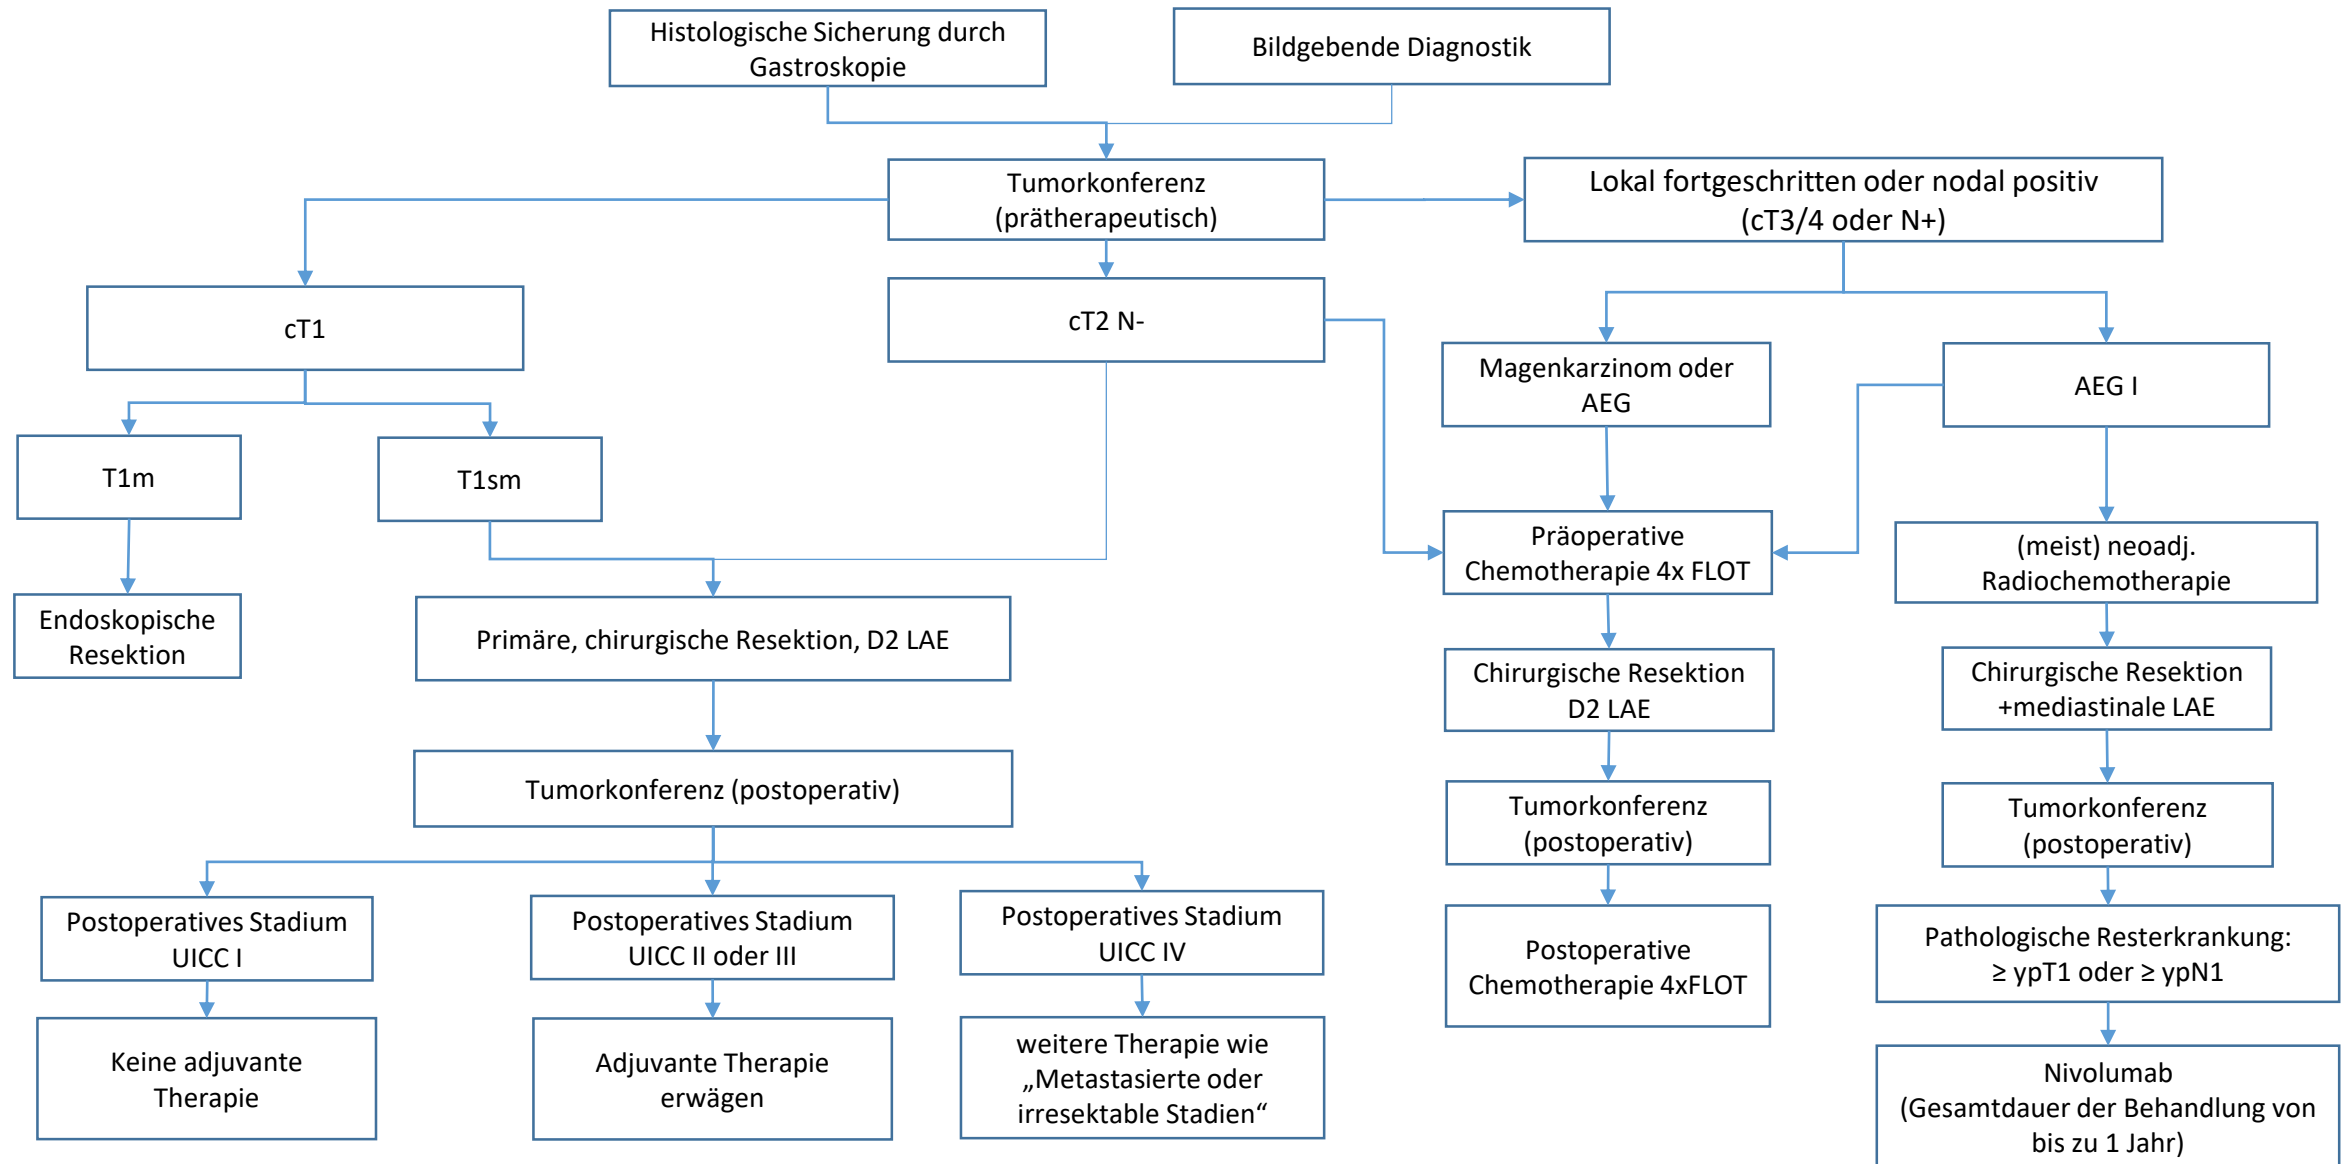 Histologische Sicherung durch
Gastroskopie
Bildgebende Diagnostik
Tumorkonferenz
(prätherapeutisch)
Lokal fortgeschritten oder nodal positiv
(cT3/4 oder N+)
cT1
cT2 N-
Magenkarzinom oder
AEG
AEG I
T1m
T1sm
Präoperative
Chemotherapie 4x FLOT
(meist) neoadj.
Radiochemotherapie
Endoskopische
Resektion
Primäre, chirurgische Resektion, D2 LAE
Chirurgische Resektion
D2 LAE
Chirurgische Resektion
+mediastinale LAE
Tumorkonferenz (postoperativ)
Tumorkonferenz
(postoperativ)
Tumorkonferenz
(postoperativ)
Postoperatives Stadium
UICC I
Postoperatives Stadium
UICC II oder III
Postoperatives Stadium
UICC IV
Postoperative
Chemotherapie 4xFLOT
Pathologische Resterkrankung:
≥ ypT1 oder ≥ ypN1
Keine adjuvante
Therapie
Adjuvante Therapie
erwägen
weitere Therapie wie
„Metastasierte oder
irresektable Stadien“
Nivolumab
(Gesamtdauer der Behandlung von
bis zu 1 Jahr)